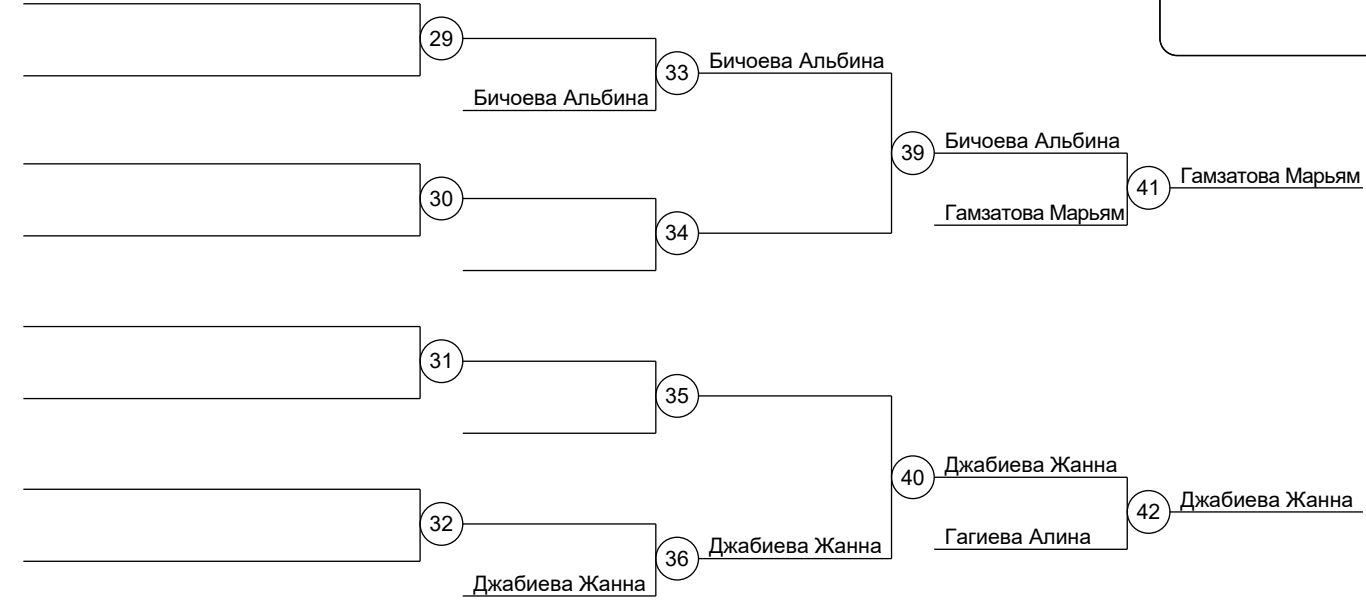 29
Бичоева Альбина
33
Бичоева Альбина
30
34
39
Бичоева Альбина
Гамзатова Марьям
41
Гамзатова Марьям
31
35
32
Джабиева Жанна
36
Джабиева Жанна
40
Джабиева Жанна
Гагиева Алина
42
Джабиева Жанна